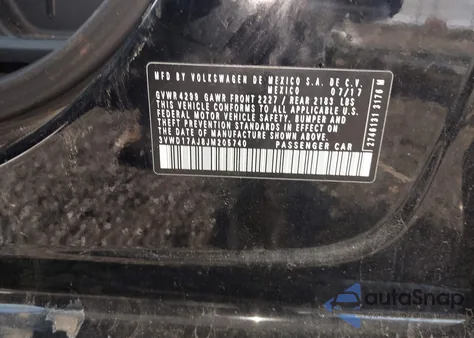 MFD BY VOLKSWAGEN DE MEXICO S.A. DE C.V.
MEXICO 07/17
GVWR 4299 GAWR FRONT 2227 / REAR 2183 LBS
THIS VEHICLE CONFORMS TO ALL APPLICABLE U.S.
FEDERAL MOTOR VEHICLE SAFETY, BUMPER AND
THEFT PREVENTION STANDARDS IN EFFECT ON THE
DATE OF MANUFACTURE SHOWN ABOVE.
3VWD17AJ8JM205740 PASSENGER CAR
autoSnap